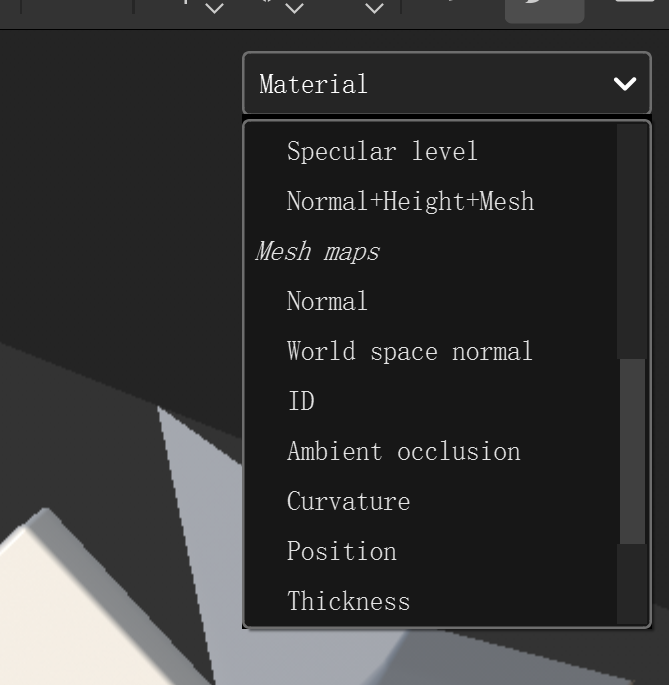 Material
Specular level
Normal+Height+Mesh
Mesh maps
Normal
World space normal
ID
Ambient occlusion
Curvature
Position
Thickness